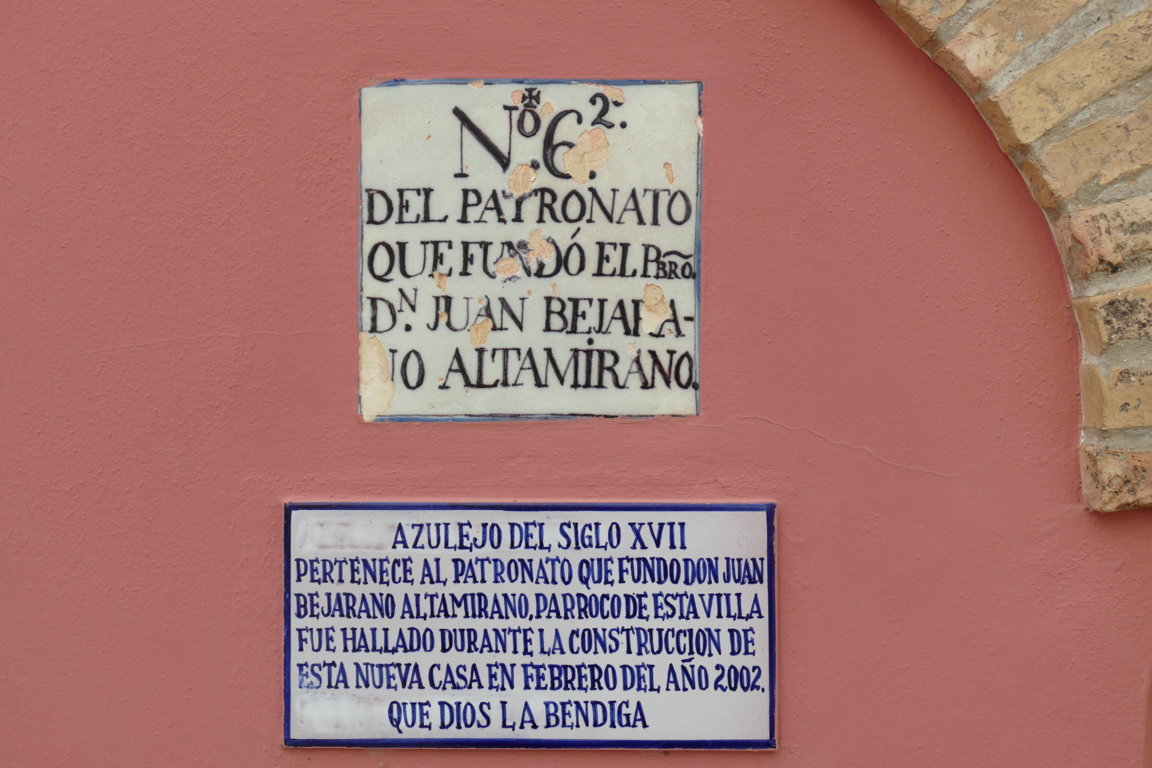 Nº. 6. 2º.
DEL PATRONATO
QUE FUNDÓ EL PBRO.
DN. JUAN BEJARA-
NO ALTAMIRANO.
AZULEJO DEL SIGLO XVII
PERTENECE AL PATRONATO QUE FUNDO DON JUAN
BEJARANO ALTAMIRANO, PARROCO DE ESTA VILLA
FUE HALLADO DURANTE LA CONSTRUCCION DE
ESTA NUEVA CASA EN FEBRERO DEL AÑO 2002.
QUE DIOS LA BENDIGA